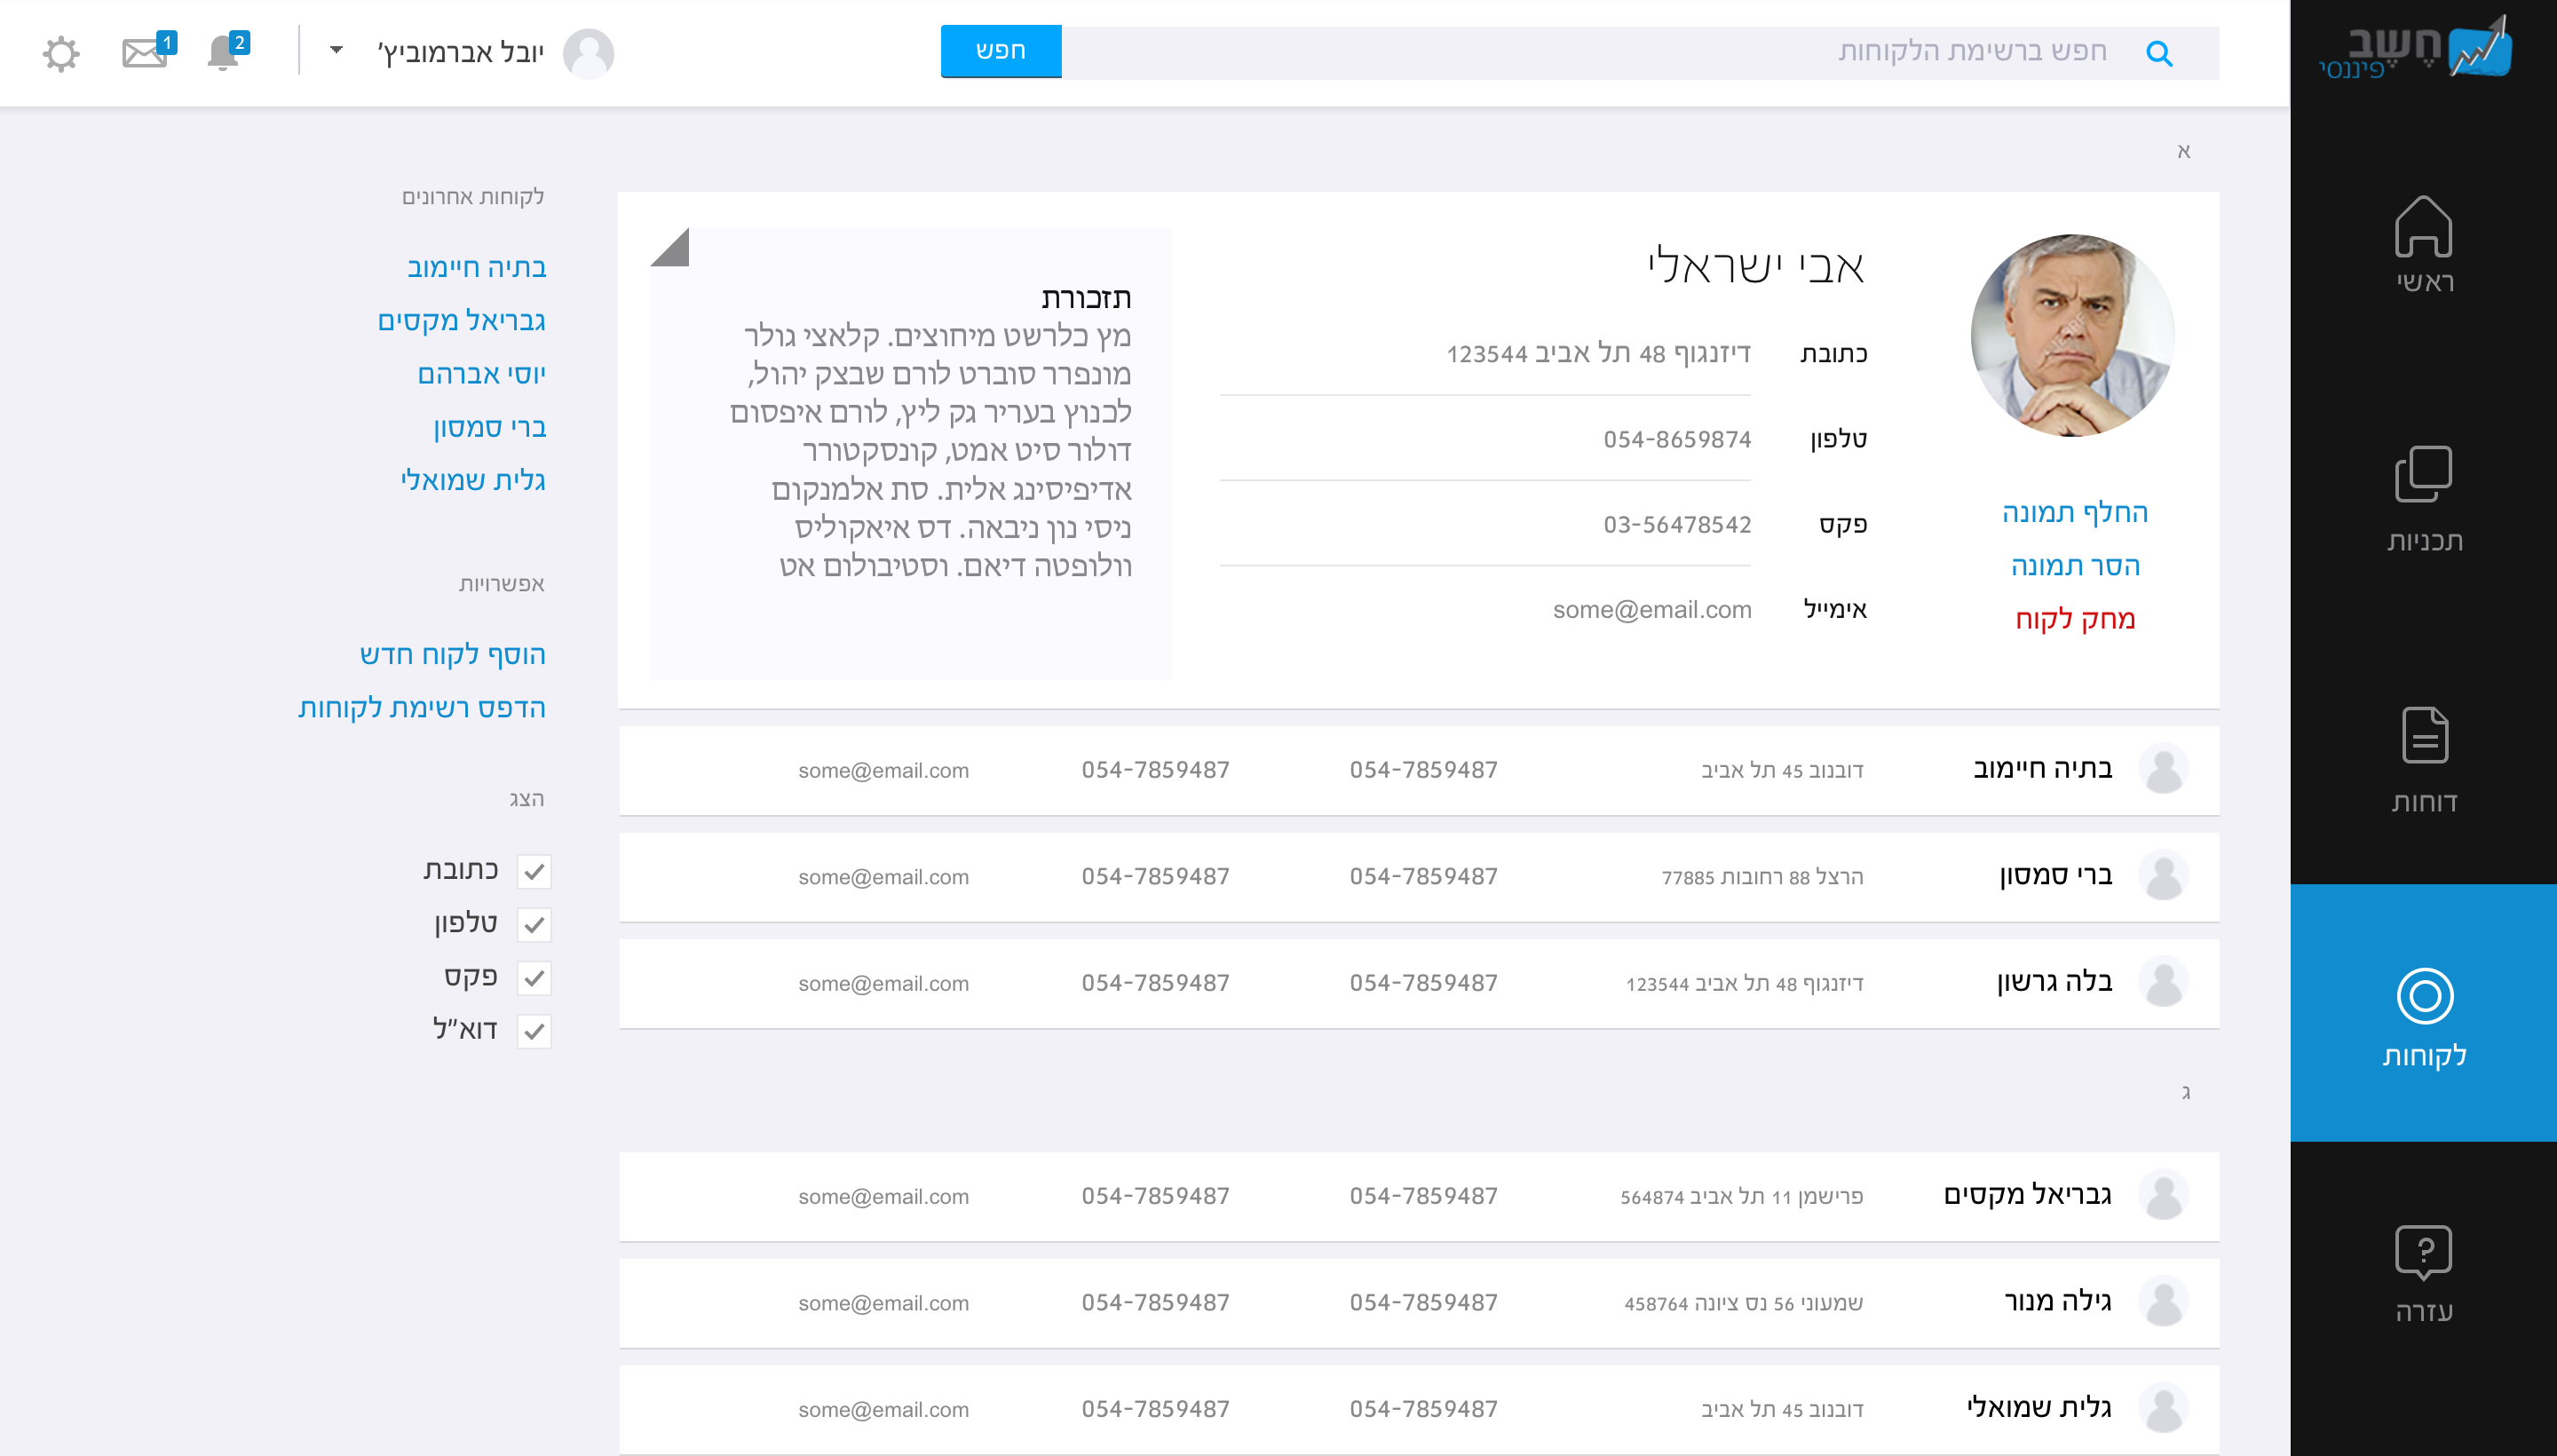 חֶשֶׁב
פיננסי
ראשי
תכניות
דוחות
לקוחות
עזרה
חפש ברשימת הלקוחות
חפש
יובל אברמוביץ'
2
1
א
אבי ישראלי
כתובת דיזנגוף 48 תל אביב 123544
טלפון 054-8659874
פקס 03-56478542
אימייל some@email.com
החלף תמונה
הסר תמונה
מחק לקוח
תזכורת
מץ כלרשט מיחוצים. קלאצי גולר
מונפרר סוברט לורם שבצק יהול,
לכנוץ בעריר גק ליץ, לורם איפסום
דולור סיט אמט, קונסקטורר
אדיפיסינג אלית. סת אלמנקום
ניסי נון ניבאה. דס איאקוליס
וולופטה דיאם. וסטיבולום אט
בתיה חיימוב דובנוב 45 תל אביב 054-7859487 054-7859487 some@email.com
ברי סמסון הרצל 88 רחובות 77885 054-7859487 054-7859487 some@email.com
בלה גרשון דיזנגוף 48 תל אביב 123544 054-7859487 054-7859487 some@email.com
ג
גבריאל מקסים פרישמן 11 תל אביב 564874 054-7859487 054-7859487 some@email.com
גילה מנור שמעוני 56 נס ציונה 458764 054-7859487 054-7859487 some@email.com
גלית שמואלי דובנוב 45 תל אביב 054-7859487 054-7859487 some@email.com
לקוחות אחרונים
בתיה חיימוב
גבריאל מקסים
יוסי אברהם
ברי סמסון
גלית שמואלי
אפשרויות
הוסף לקוח חדש
הדפס רשימת לקוחות
הצג
כתובת
טלפון
פקס
דוא"ל